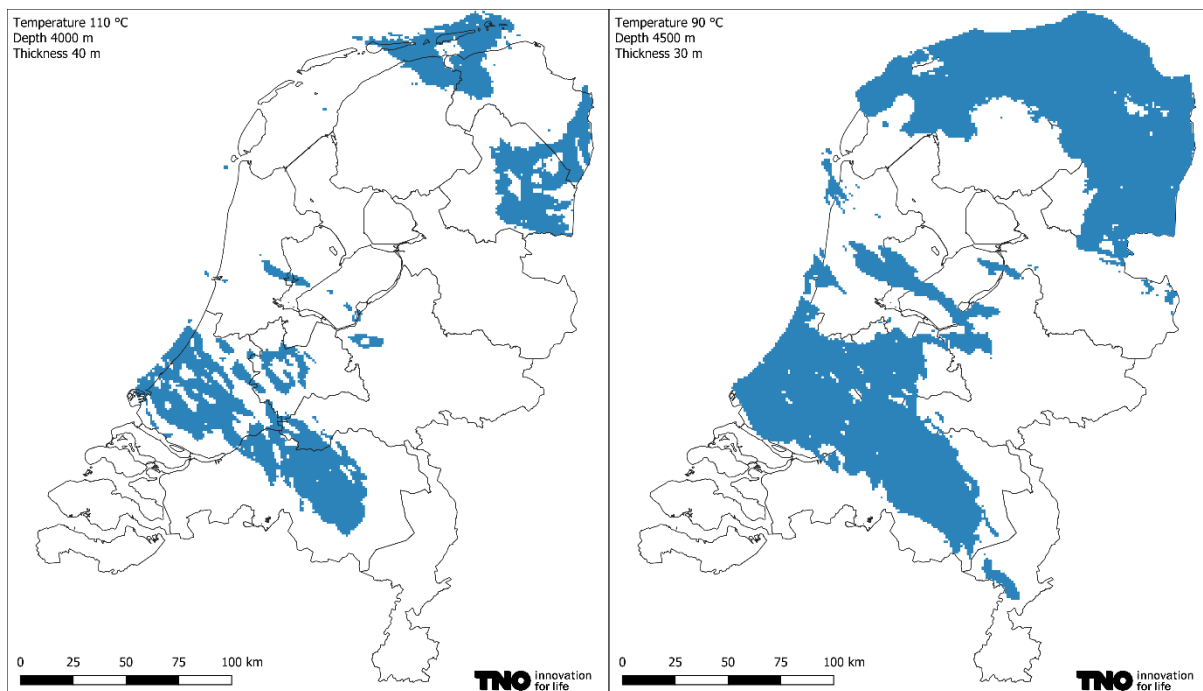 Temperature 110 °C
Depth 4000 m
Thickness 40 m
0 25 50 75 100 km
TNO innovation
for life
Temperature 90 °C
Depth 4500 m
Thickness 30 m
0 25 50 75 100 km
TNO innovation
for life